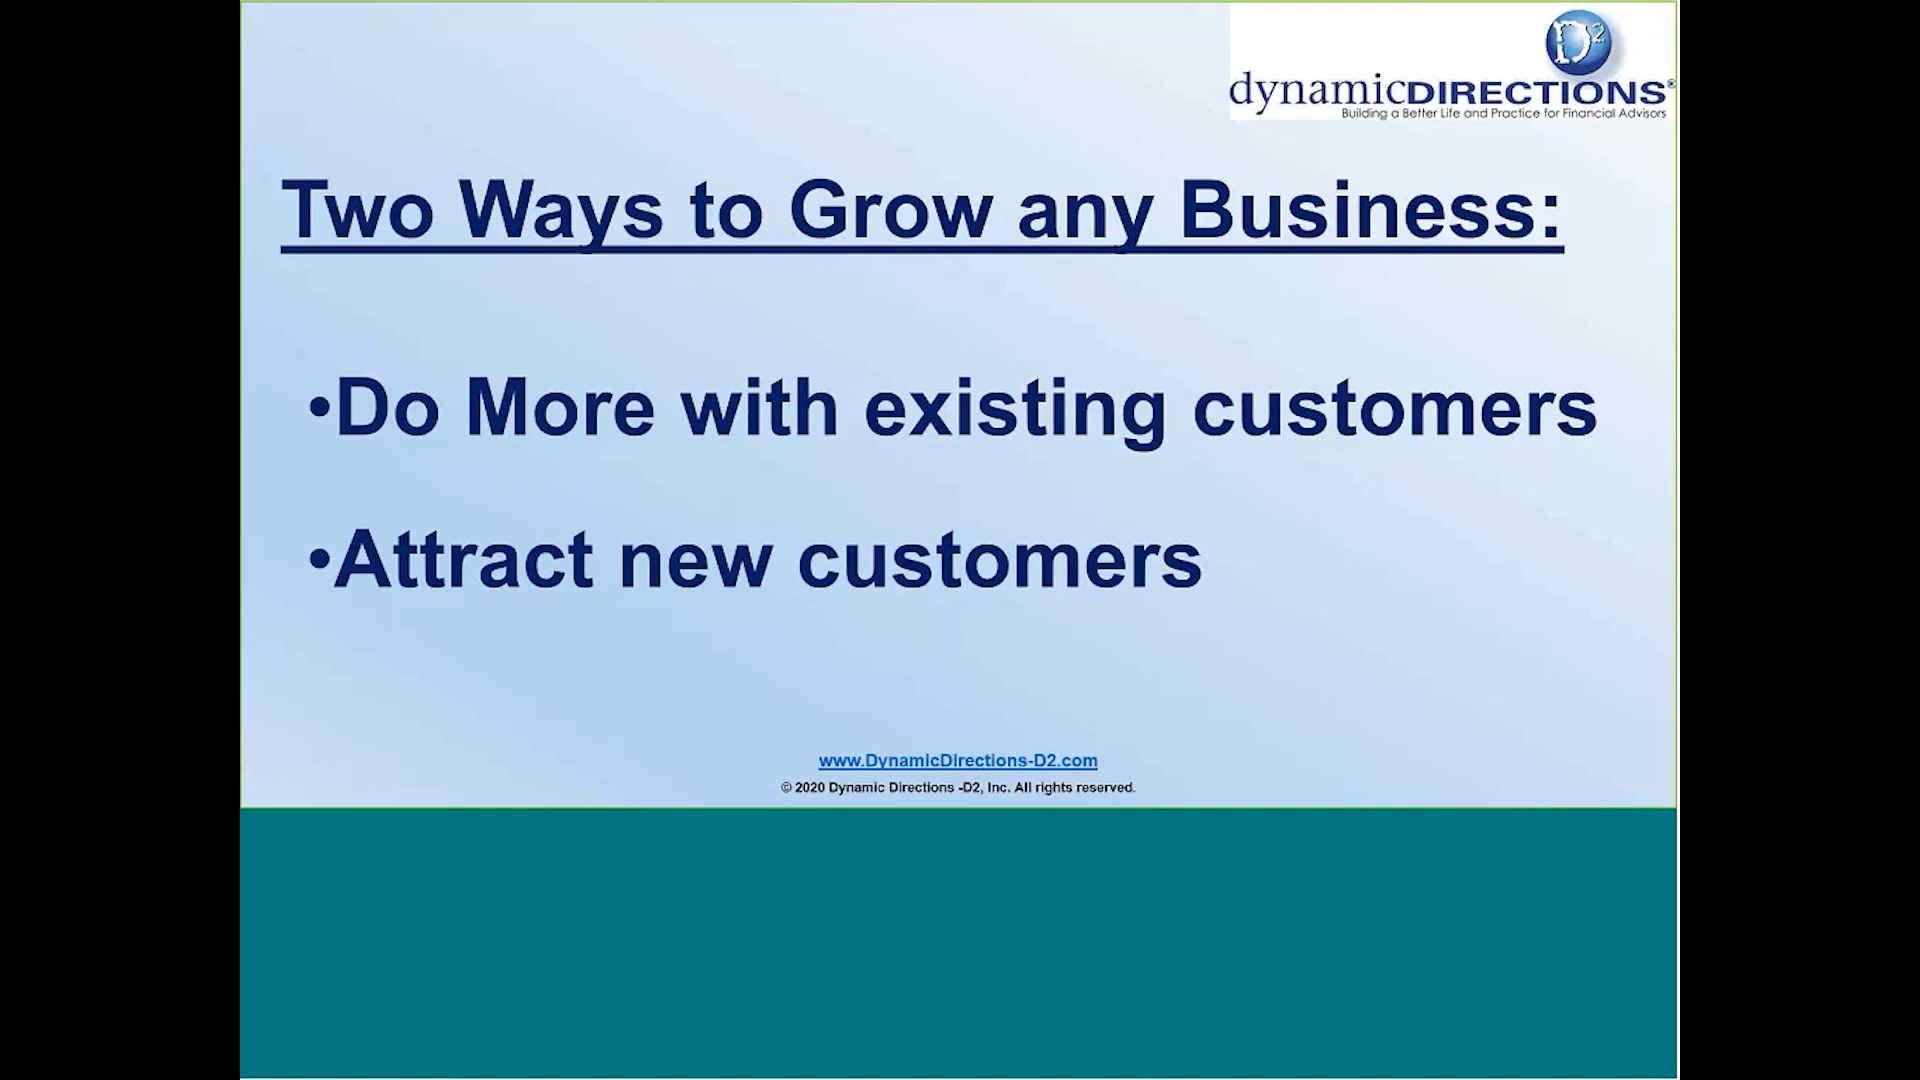 D2
dynamicDIRECTIONS®
Building a Better Life and Practice for Financial Advisors
Two Ways to Grow any Business:
•Do More with existing customers
•Attract new customers
www.DynamicDirections-D2.com
© 2020 Dynamic Directions -D2, Inc. All rights reserved.